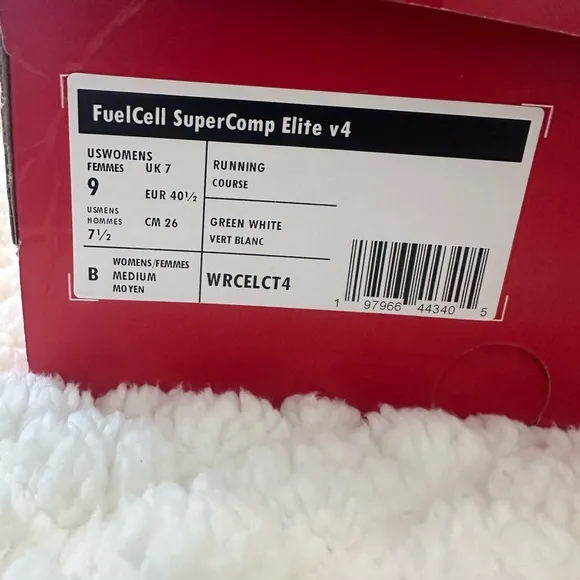 FuelCell SuperComp Elite v4
USWOMENS
FEMMES UK 7
9 EUR 40½
USMENS
HOMMES CM 26
7½
RUNNING
COURSE
GREEN WHITE
VERT BLANC
B WOMENS/FEMMES
MEDIUM
MOYEN
WRCELCT4
1 97966 44340 5